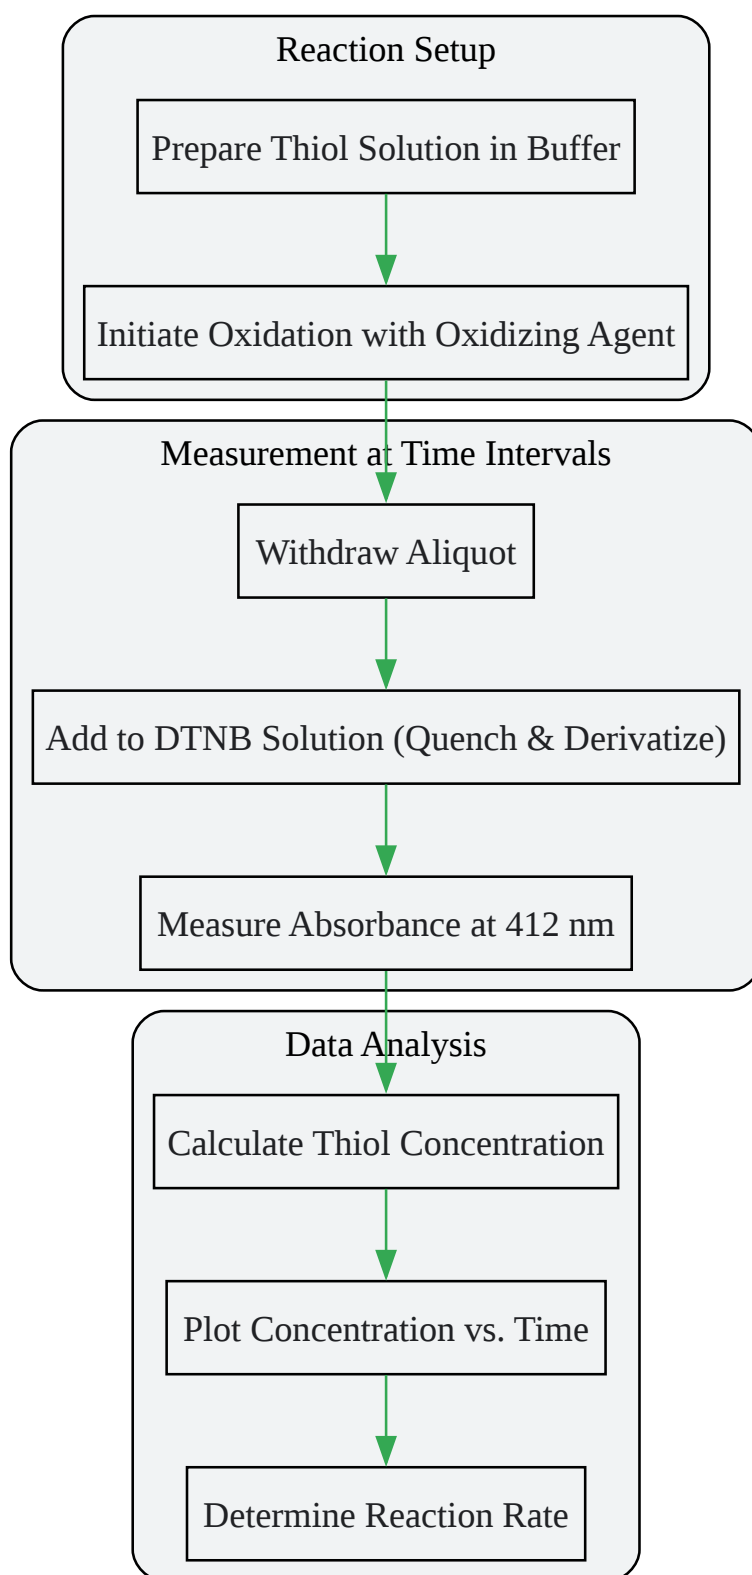 Reaction Setup
Prepare Thiol Solution in Buffer
Initiate Oxidation with Oxidizing Agent
Measurement at Time Intervals
Withdraw Aliquot
Add to DTNB Solution (Quench & Derivatize)
Measure Absorbance at 412 nm
Data Analysis
Calculate Thiol Concentration
Plot Concentration vs. Time
Determine Reaction Rate